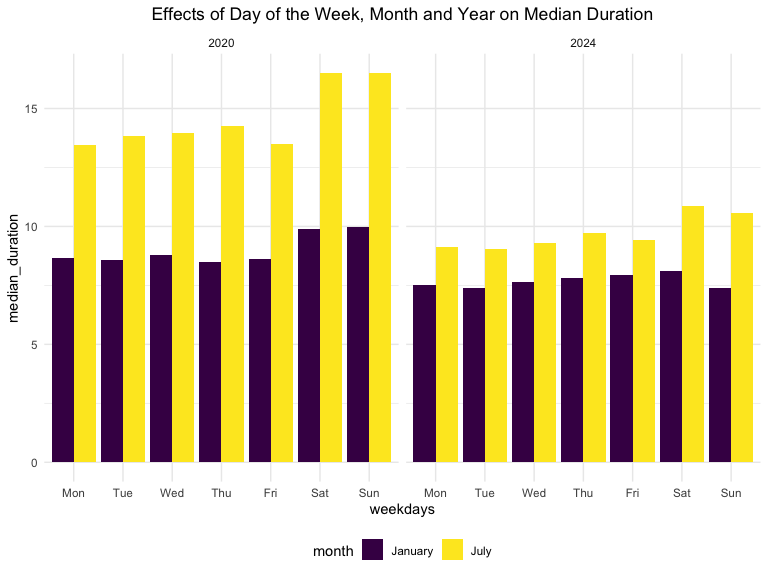 Effects of Day of the Week, Month and Year on Median Duration
2020 2024
median_duration
15
10
5
0
Mon Tue Wed Thu Fri Sat Sun Mon Tue Wed Thu Fri Sat Sun
weekdays
month January July